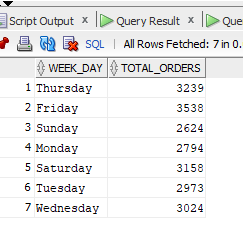 Script Output × Query Result × Que
SQL | All Rows Fetched: 7 in 0.
WEEK_DAY TOTAL_ORDERS
1 Thursday 3239
2 Friday 3538
3 Sunday 2624
4 Monday 2794
5 Saturday 3158
6 Tuesday 2973
7 Wednesday 3024